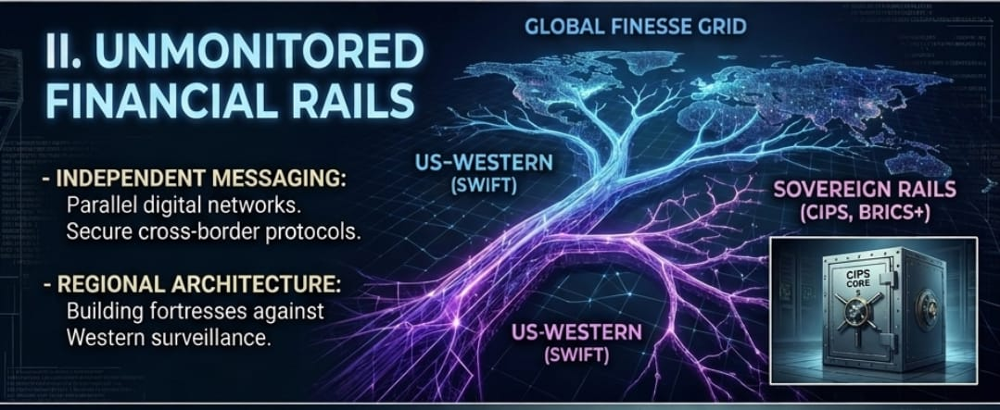 II. UNMONITORED
FINANCIAL RAILS
- INDEPENDENT MESSAGING:
Parallel digital networks.
Secure cross-border protocols.
- REGIONAL ARCHITECTURE:
Building fortresses against
Western surveillance.
GLOBAL FINESSE GRID
US-WESTERN
(SWIFT)
SOVEREIGN RAILS
(CIPS, BRICS+)
US-WESTERN
(SWIFT)
CIPS
CORE
S